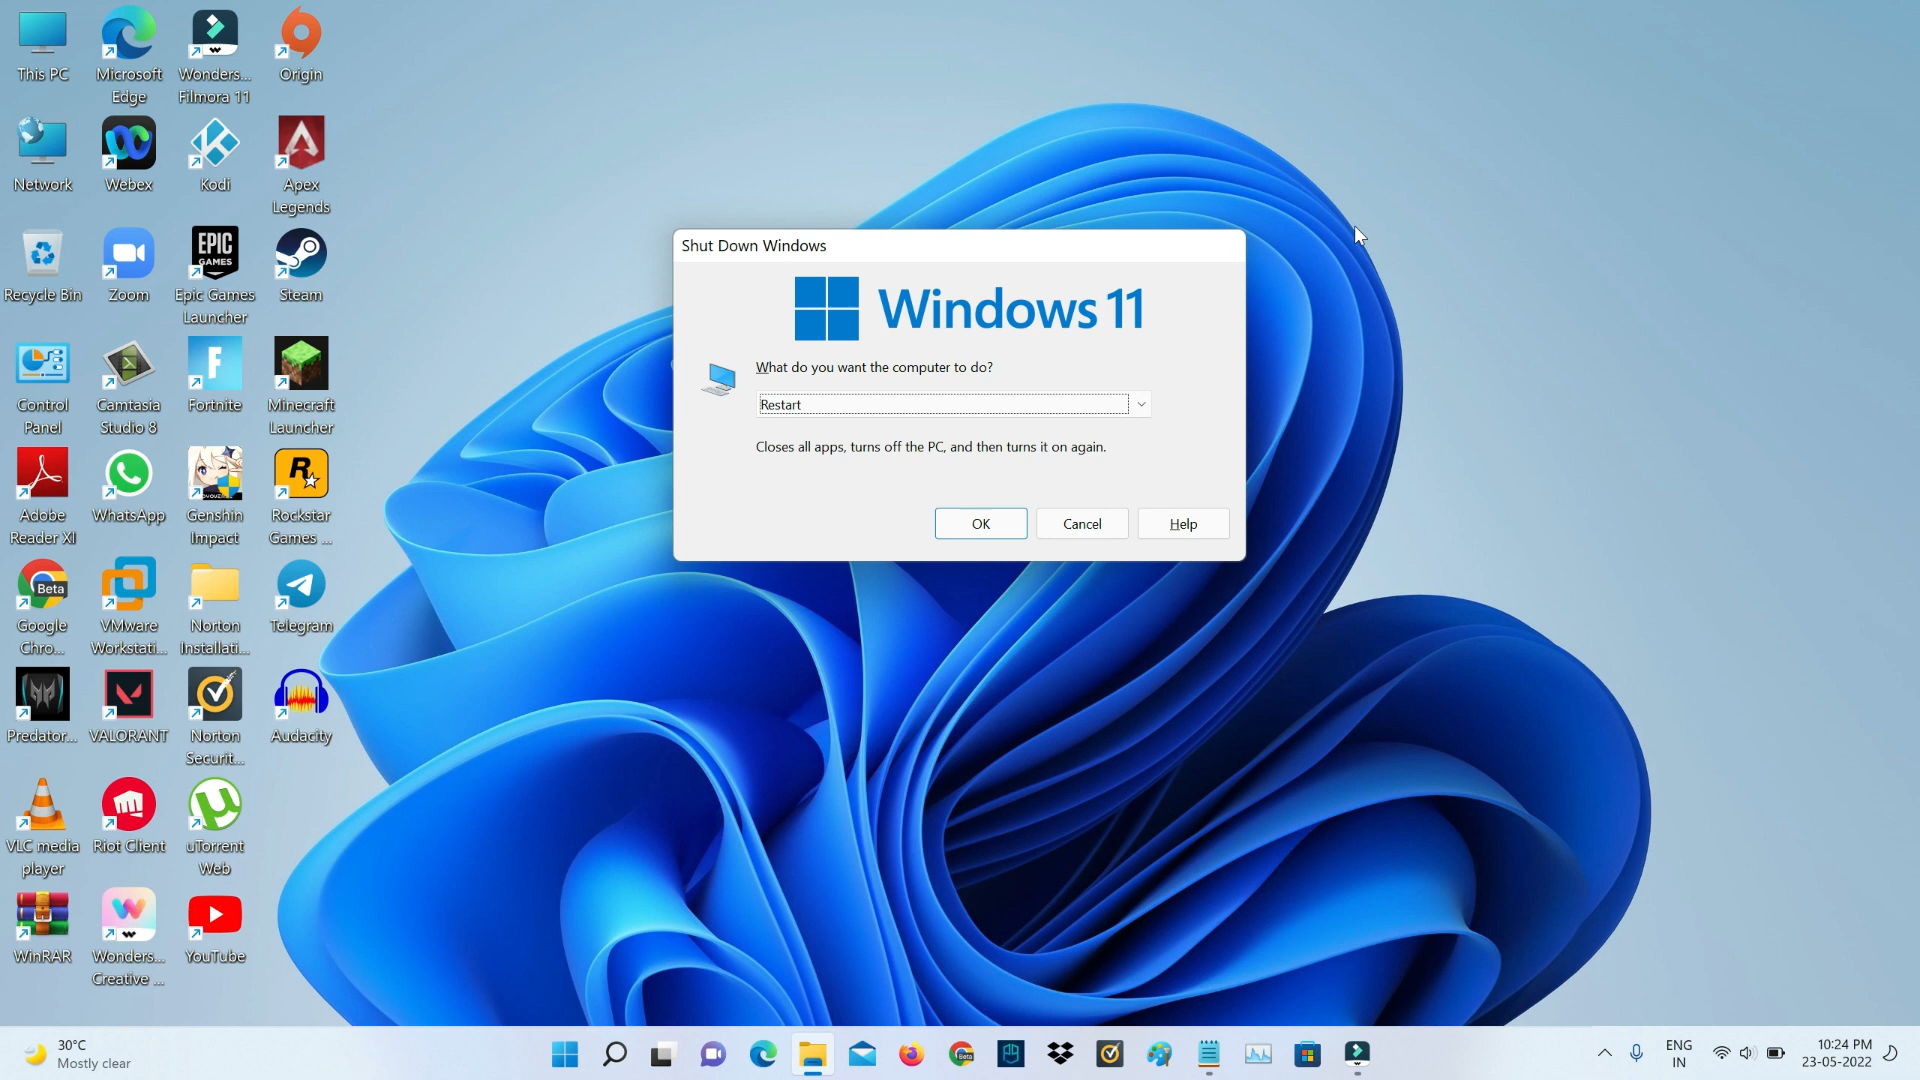 This PC
Microsoft
Edge
Wonders...
Filmora 11
Origin
Network
Webex
Kodi
Apex
Legends
Recycle Bin
Zoom
EPIC
GAMES
Epic Games
Launcher
Steam
Control
Panel
Camtasia
Studio 8
Fortnite
Minecraft
Launcher
Adobe
Reader XI
WhatsApp
Genshin
Impact
Rockstar
Games ...
Beta
Google
Chro...
VMware
Workstati...
Norton
Installati...
Telegram
Predator...
VALORANT
Norton
Securit...
Audacity
VLC media
player
Riot Client
uTorrent
Web
WinRAR
Wonders...
Creative ...
YouTube
Shut Down Windows
Windows 11
What do you want the computer to do?
Restart
Closes all apps, turns off the PC, and then turns it on again.
OK
Cancel
Help
30°C
Mostly clear
Beta
ENG
IN
10:24 PM
23-05-2022